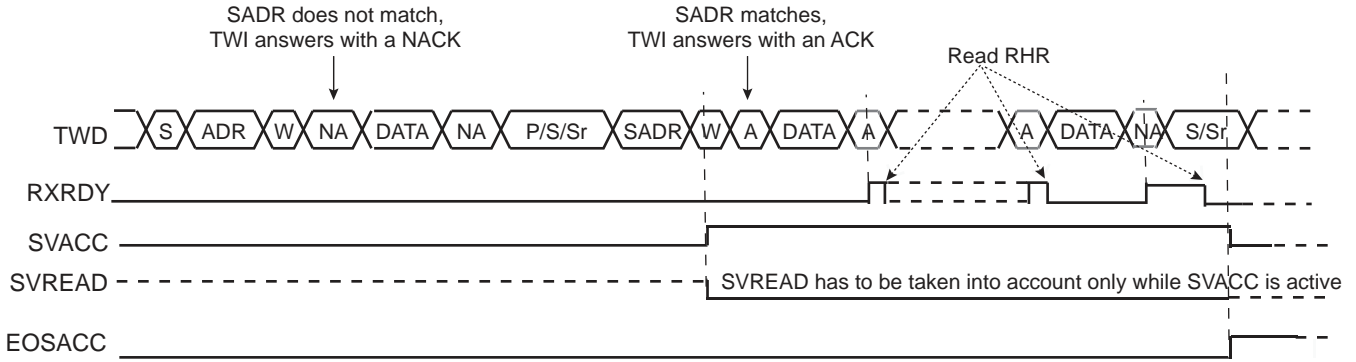 SADR does not match,
TWI answers with a NACK
SADR matches,
TWI answers with an ACK
Read RHR
TWD S ADR W NA DATA NA P/S/Sr SADR W A DATA A A DATA NA S/Sr
RXRDY
SVACC
SVREAD SVREAD has to be taken into account only while SVACC is active
EOSACC